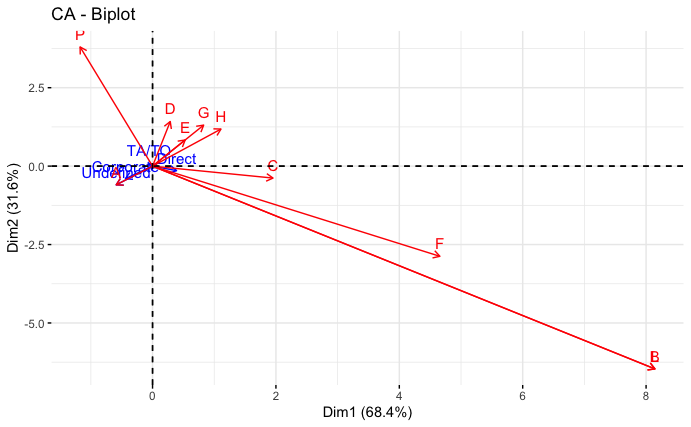 CA - Biplot
P
2.5
D
G
H
E
TA/TO
Direct
0.0
Corporate
C
Undefined
Dim2 (31.6%)
-2.5
F
-5.0
0
2
4
6
8
Dim1 (68.4%)